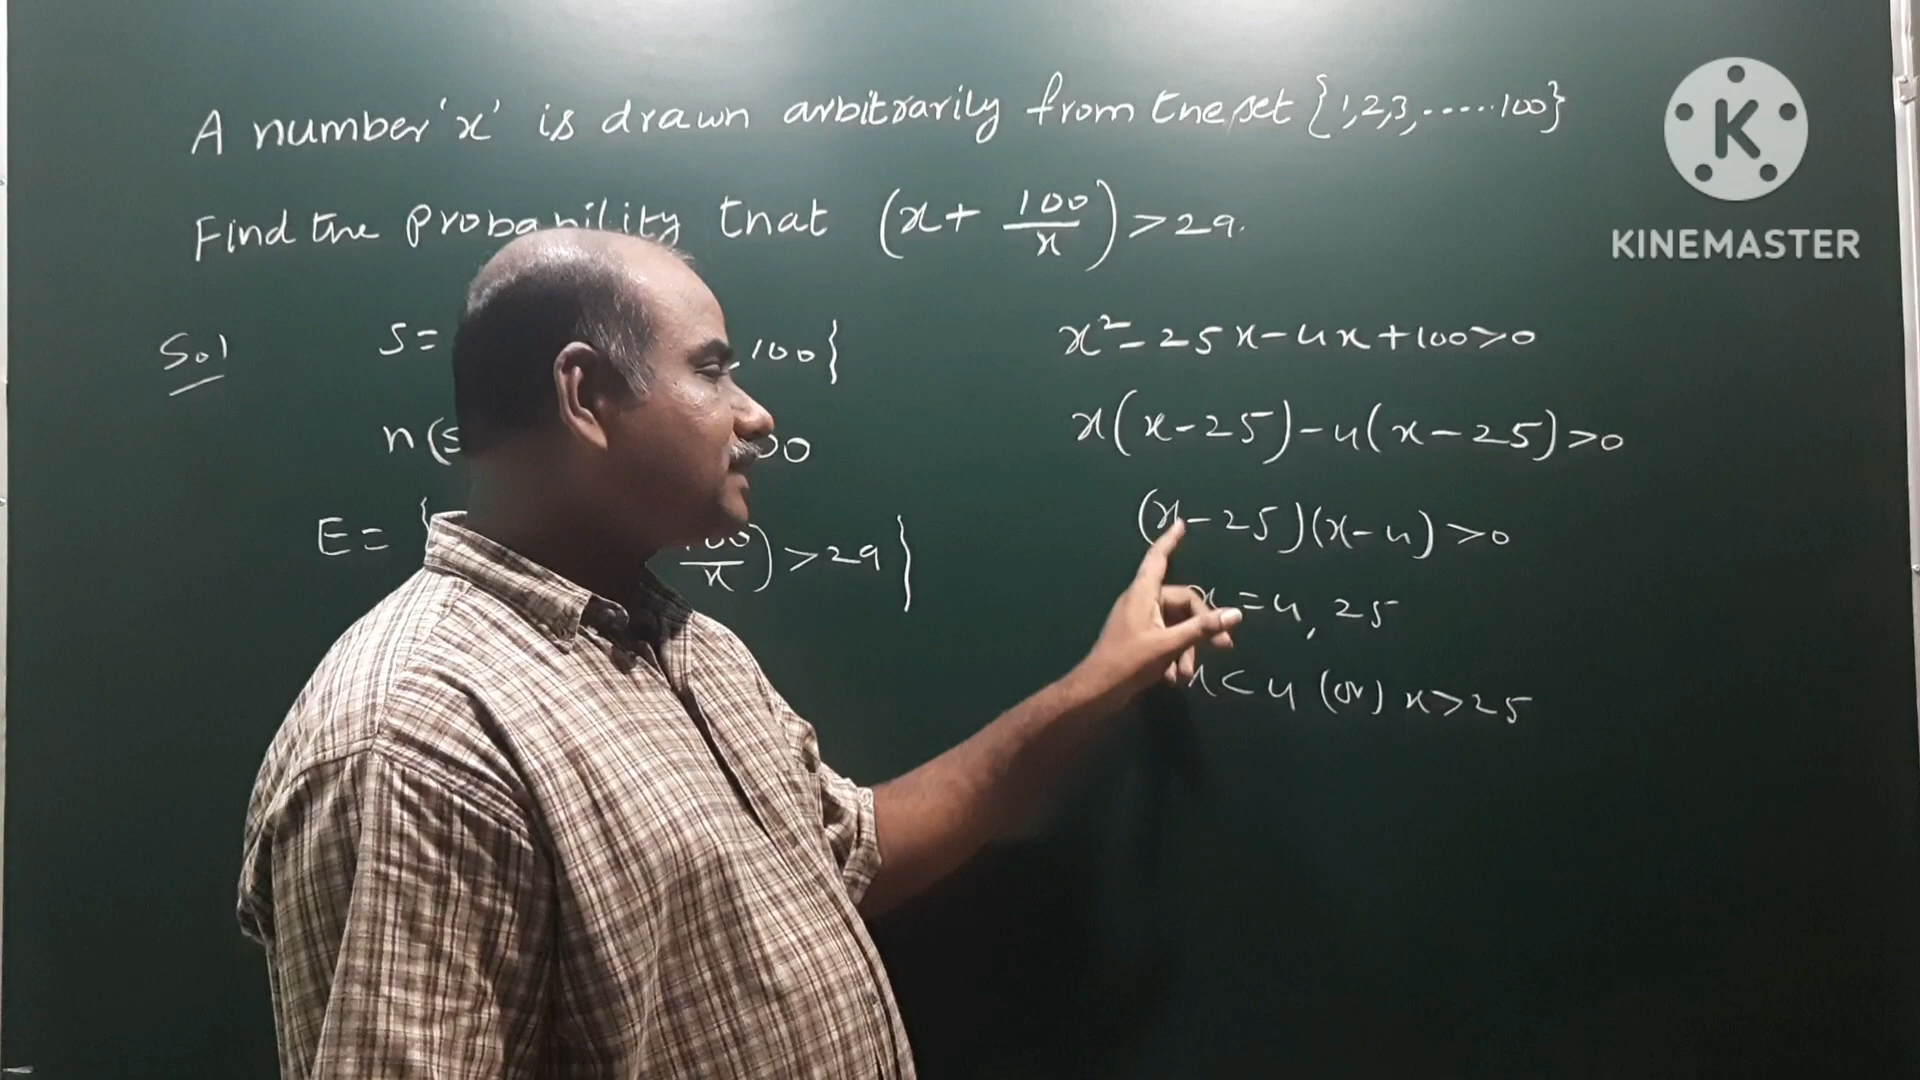 A number 'x' is drawn arbitrarily from the set {1,2,3,.....100}
Find the probability that (x + 100/x) > 29.
Sol
S= , 100}
n(s 00
E = { 100/x) > 29 }
x² - 25x - 4x + 100 > 0
x(x - 25) - 4(x - 25) > 0
(x - 25)(x - 4) > 0
x = 4, 25
x < 4 (or) x > 25
K
KINEMASTER